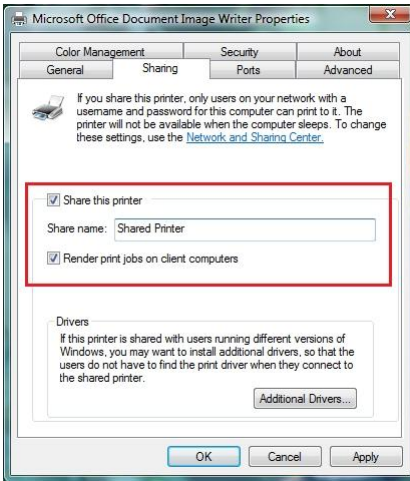 Microsoft Office Document Image Writer Properties
Color Management Security About
General Sharing Ports Advanced
If you share this printer, only users on your network with a
username and password for this computer can print to it. The
printer will not be available when the computer sleeps. To change
these settings, use the Network and Sharing Center.
Share this printer
Share name: Shared Printer
Render print jobs on client computers
Drivers
If this printer is shared with users running different versions of
Windows, you may want to install additional drivers, so that the
users do not have to find the print driver when they connect to
the shared printer.
Additional Drivers...
OK Cancel Apply